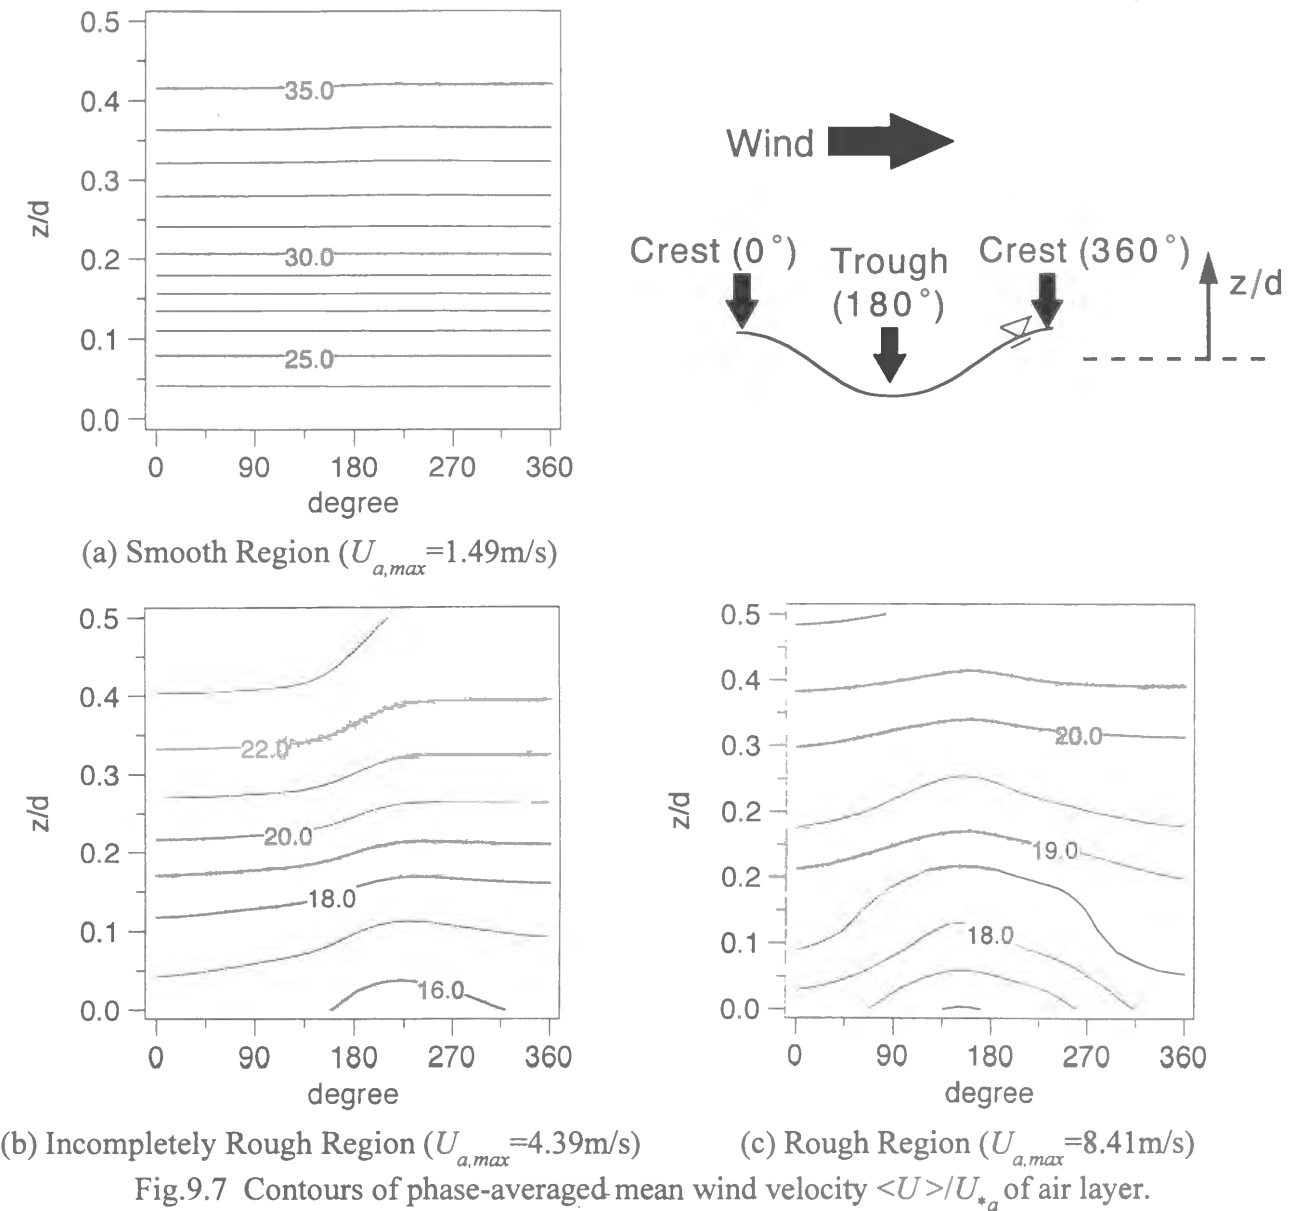 0.5
0.4
0.3
0.2
0.1
0.0
z/d
35.0
30.0
25.0
0 90 180 270 360
degree
(a) Smooth Region (U a,max=1.49m/s)
Wind
Crest (0°) Trough (180°) Crest (360°)
z/d
0.5
0.4
0.3
0.2
0.1
0.0
z/d
22.0
20.0
18.0
16.0
0 90 180 270 360
degree
(b) Incompletely Rough Region (U a,max=4.39m/s)
0.5
0.4
0.3
0.2
0.2
0.1
0.0
z/d
20.0
19.0
18.0
0 90 180 270 360
degree
(c) Rough Region (U a,max=8.41m/s)
Fig.9.7 Contours of phase-averaged mean wind velocity <U>/U*a of air layer.